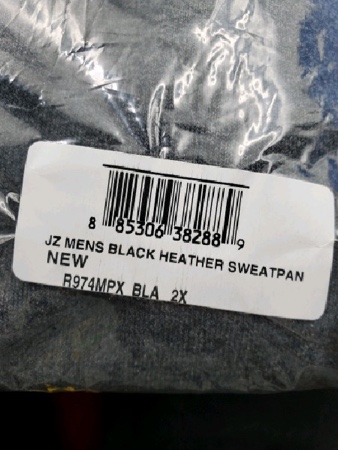 8 85306 38288 9
JZ MENS BLACK HEATHER SWEATPAN
NEW
R974MPX BLA 2X